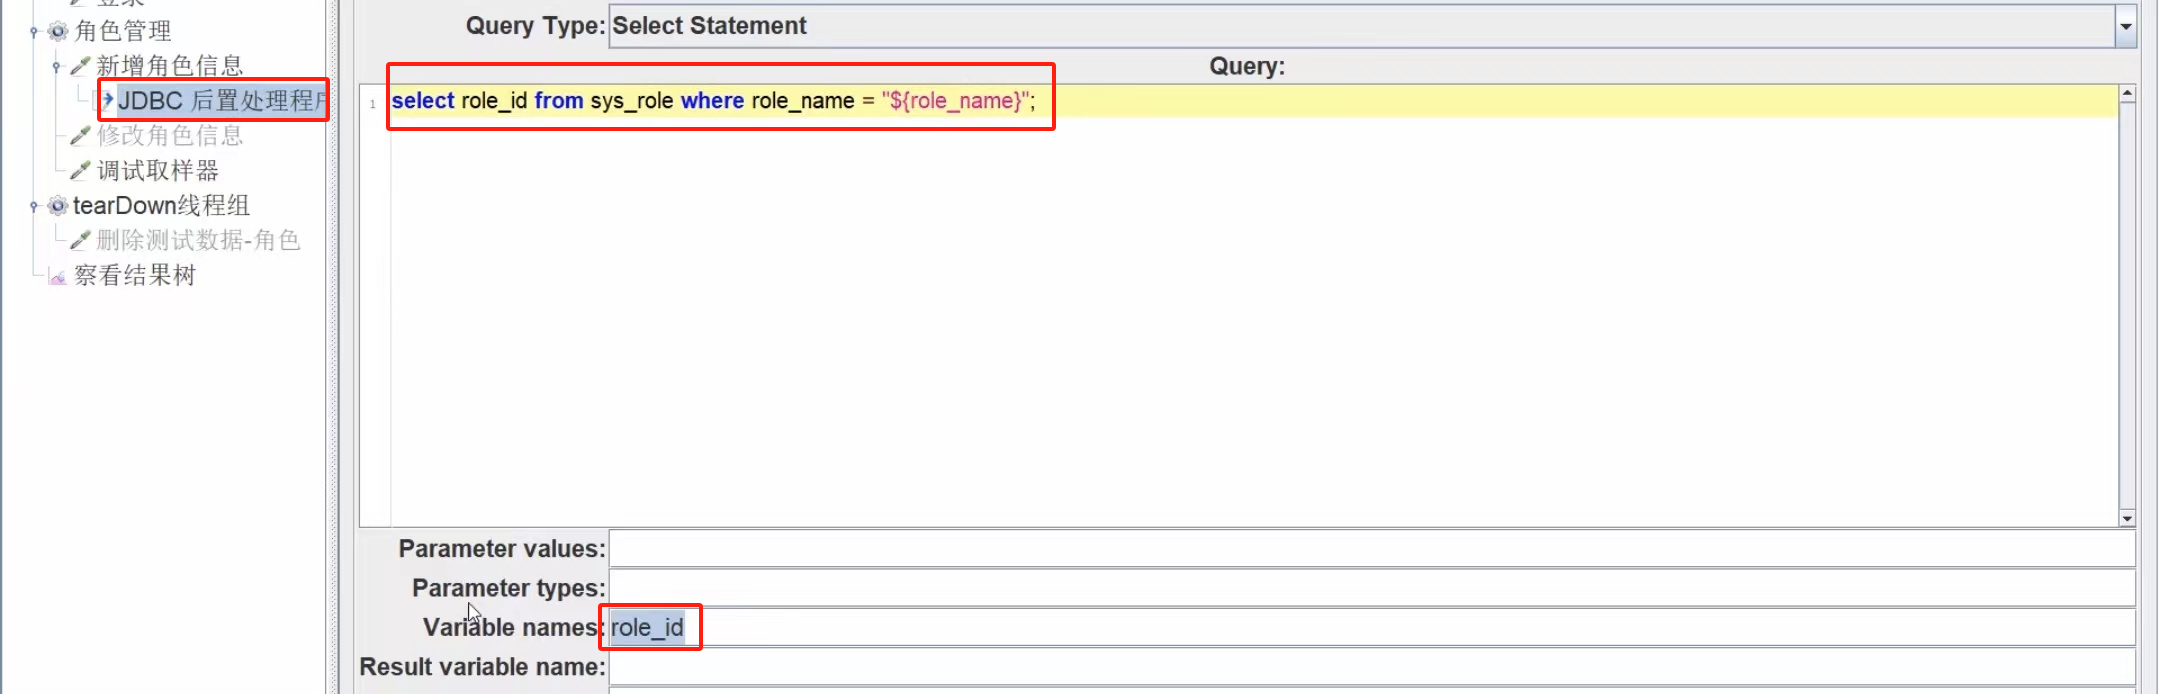 角色管理
新增角色信息
JDBC 后置处理程
修改角色信息
调试取样器
tearDown线程组
删除测试数据-角色
察看结果树
Query Type: Select Statement
Query:
1 select role_id from sys_role where role_name = "${role_name}";
Parameter values:
Parameter types:
Variable names: role_id
Result variable name: